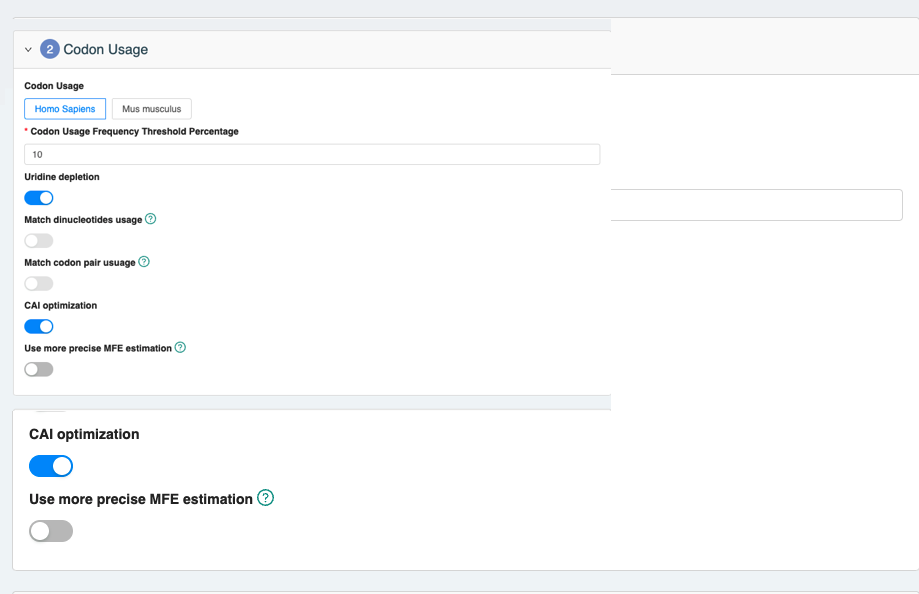 2 Codon Usage
Codon Usage
Homo Sapiens Mus musculus
* Codon Usage Frequency Threshold Percentage
10
Uridine depletion
Match dinucleotides usage ?
Match codon pair usuage ?
CAI optimization
Use more precise MFE estimation ?
CAI optimization
Use more precise MFE estimation ?